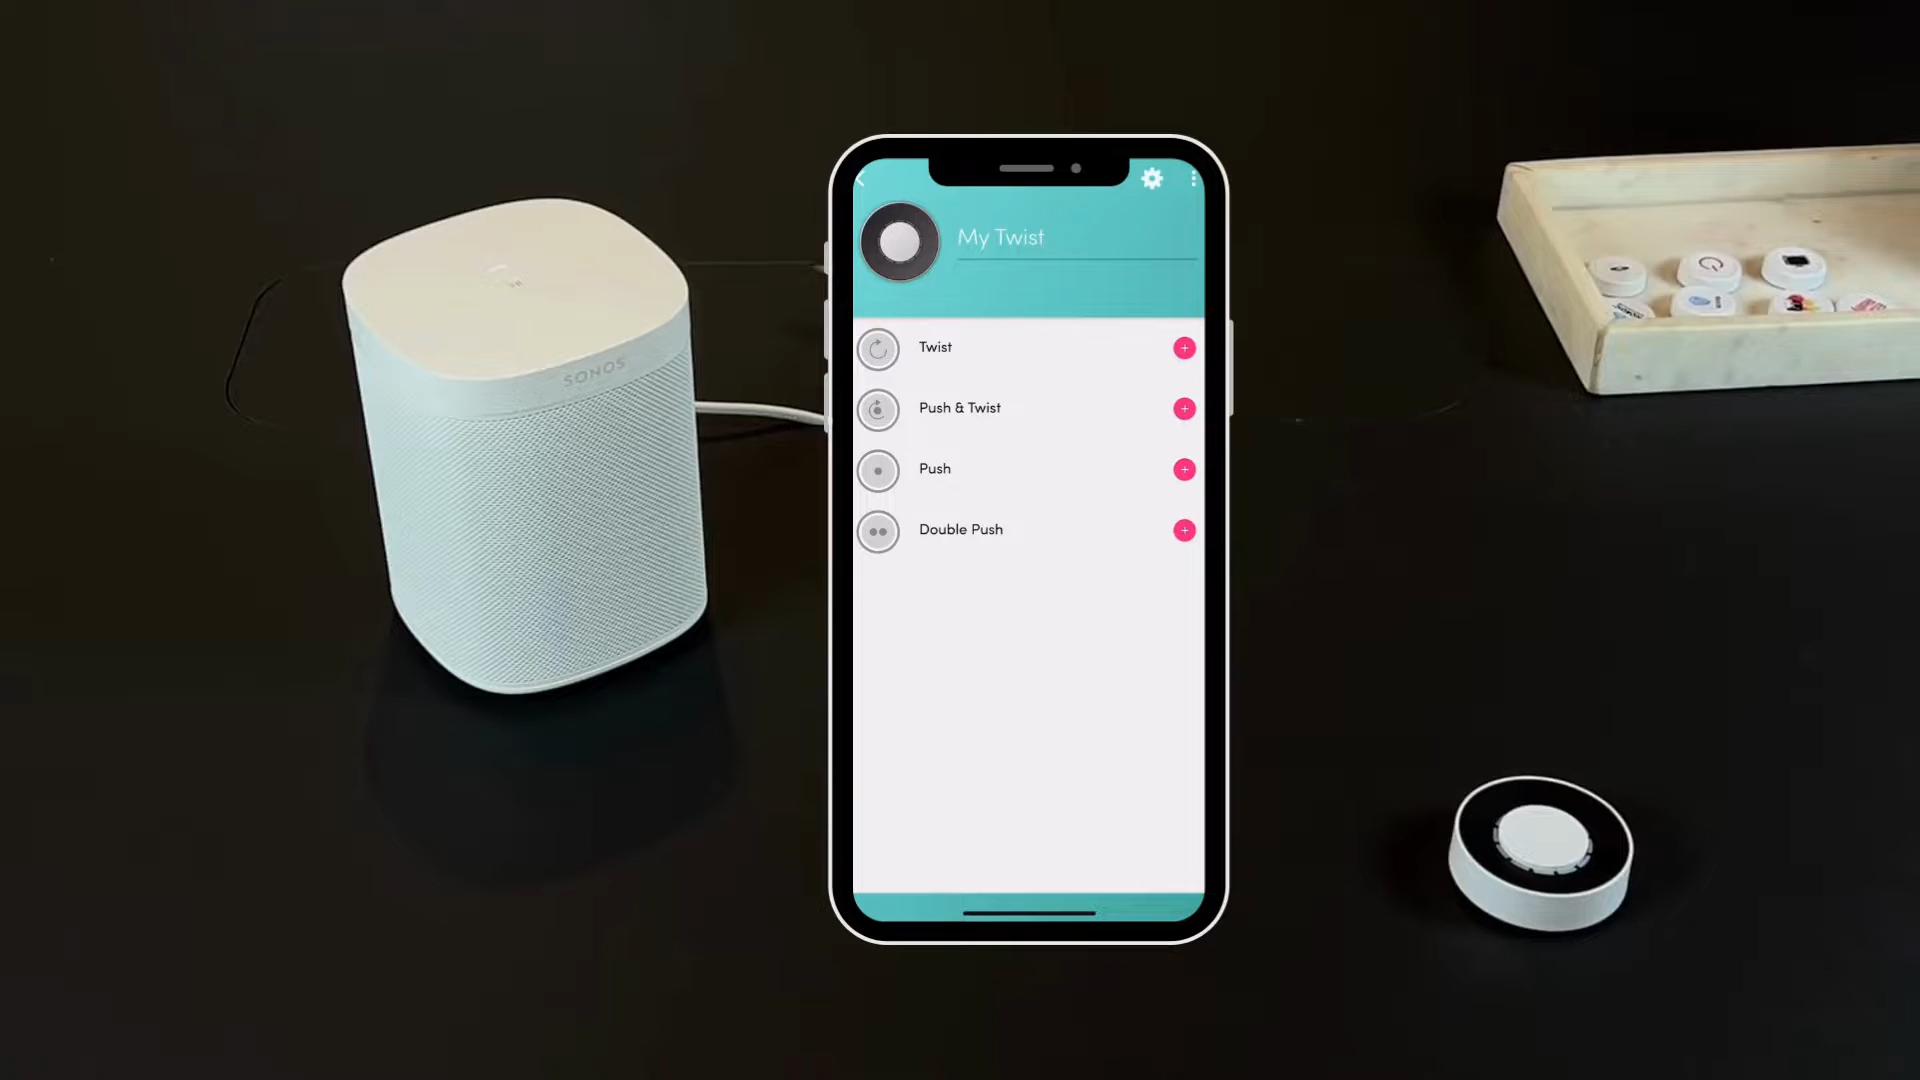 My Twist
SONOS
Twist
Push & Twist
Push
Double Push